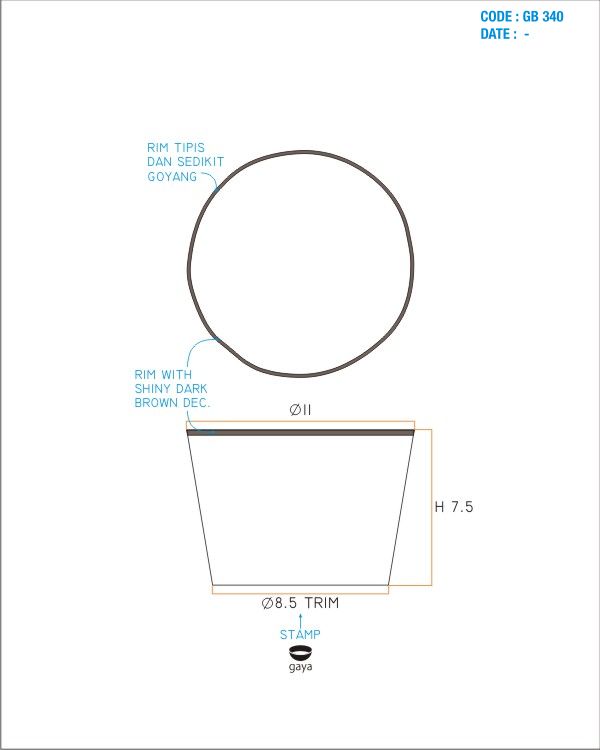 CODE : GB 340
DATE : -
RIM TIPIS
DAN SEDIKIT
GOYANG
RIM WITH
SHINY DARK
BROWN DEC.
Ø11
H 7.5
Ø8.5 TRIM
STAMP
gaya